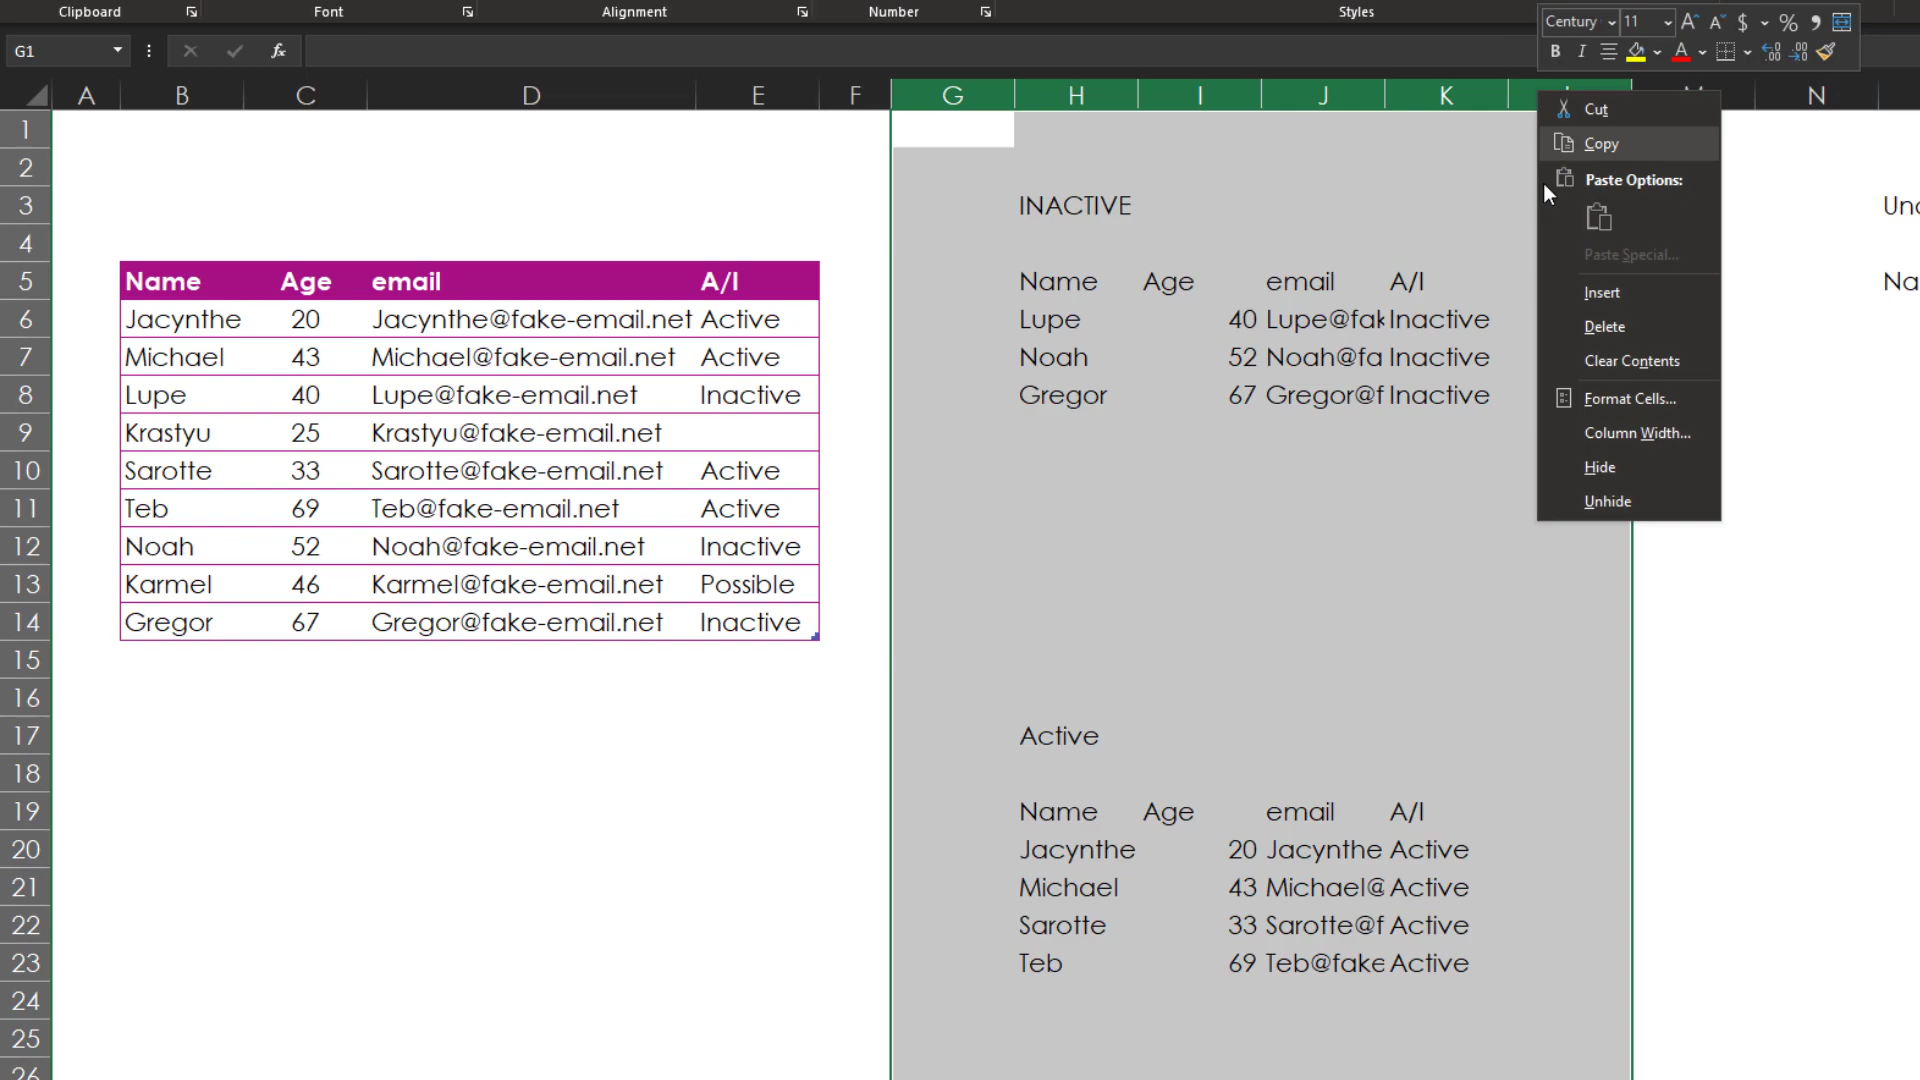 Clipboard Font Alignment Number Styles
Century 11 $ % 9
G1 fx B I A
A B C D E F G H I J K N
1
2
3 INACTIVE
4
5 Name Age email A/I Name Age email A/I
6 Jacynthe 20 Jacynthe@fake-email.net Active Lupe 40 Lupe@fak Inactive
7 Michael 43 Michael@fake-email.net Active Noah 52 Noah@fa Inactive
8 Lupe 40 Lupe@fake-email.net Inactive Gregor 67 Gregor@f Inactive
9 Krastyu 25 Krastyu@fake-email.net
10 Sarotte 33 Sarotte@fake-email.net Active
11 Teb 69 Teb@fake-email.net Active
12 Noah 52 Noah@fake-email.net Inactive
13 Karmel 46 Karmel@fake-email.net Possible
14 Gregor 67 Gregor@fake-email.net Inactive
15
16
17 Active
18
19 Name Age email A/I
20 Jacynthe 20 Jacynthe Active
21 Michael 43 Michael@ Active
22 Sarotte 33 Sarotte@f Active
23 Teb 69 Teb@fake Active
24
25
26
Cut
Copy
Paste Options:
Paste Special...
Insert
Delete
Clear Contents
Format Cells...
Column Width...
Hide
Unhide